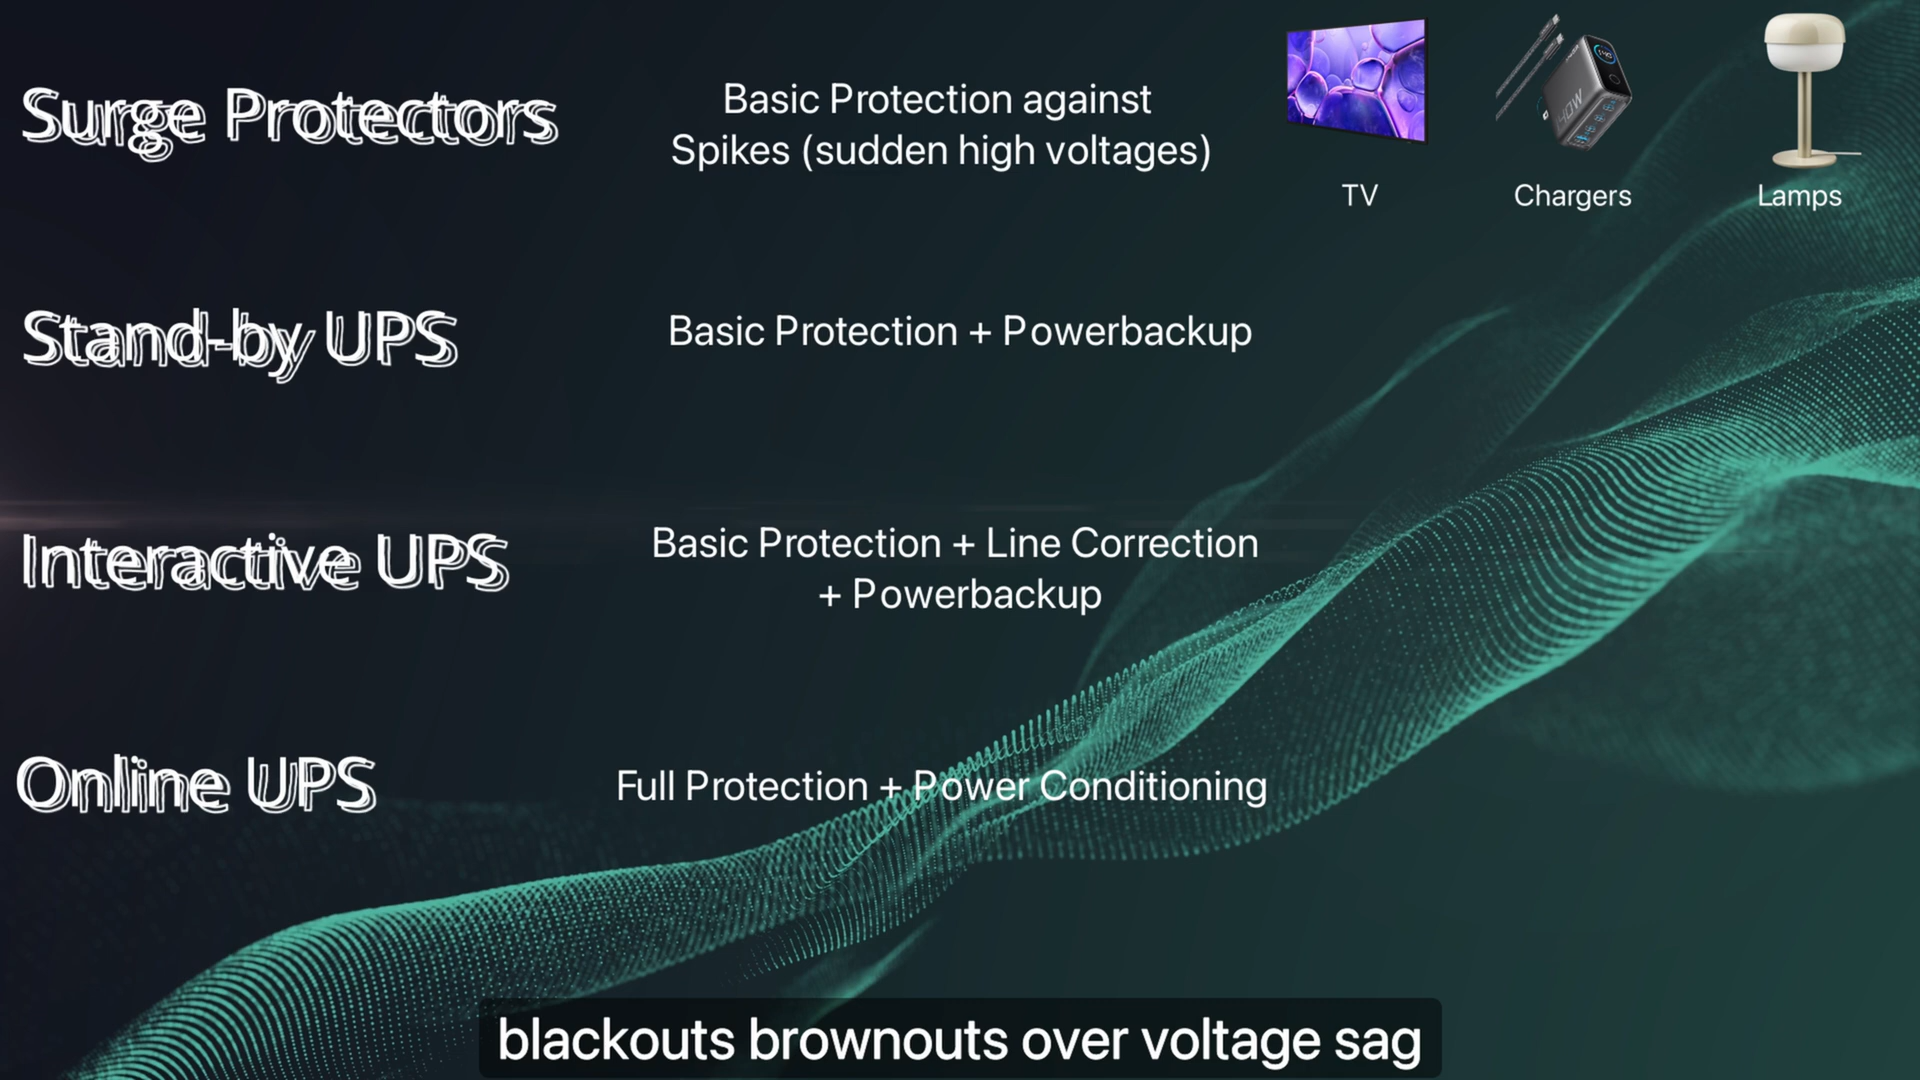 Surge Protectors
Basic Protection against
Spikes (sudden high voltages)
TV
Chargers
Lamps
Stand-by UPS
Basic Protection + Powerbackup
Interactive UPS
Basic Protection + Line Correction
+ Powerbackup
Online UPS
Full Protection + Power Conditioning
blackouts brownouts over voltage sag